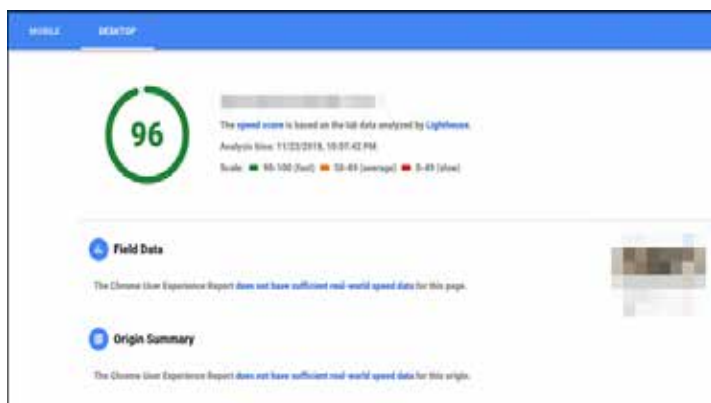 MOBILE
DESKTOP
96
The speed score is based on the lab data analyzed by Lighthouse.
Analysis time: 11/23/2018, 10:07:42 PM
Scale: 90-100 (fast) 50-89 (average) 0-49 (slow)
Field Data
The Chrome User Experience Report does not have sufficient real-world speed data for this page.
Origin Summary
The Chrome User Experience Report does not have sufficient real-world speed data for this origin.